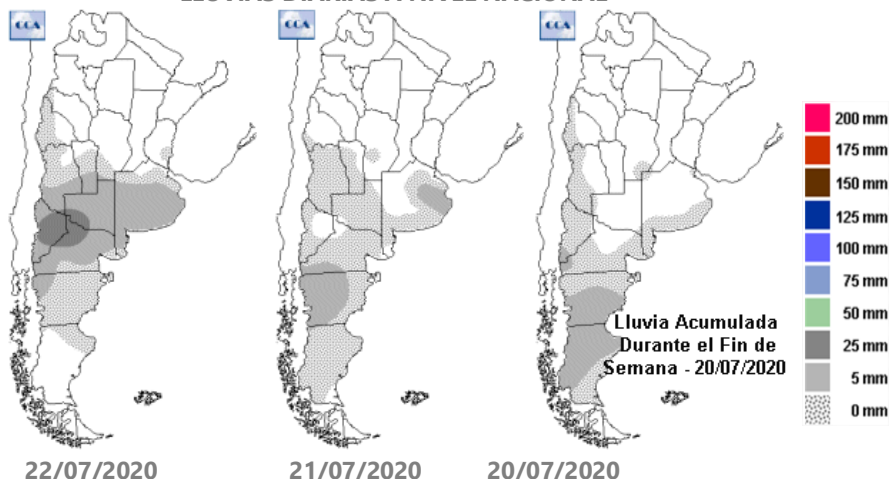 CCA
CCA
CCA
200 mm
175 mm
150 mm
125 mm
100 mm
75 mm
50 mm
25 mm
5 mm
0 mm
Lluvia Acumulada
Durante el Fin de
Semana - 20/07/2020
22/07/2020
21/07/2020
20/07/2020